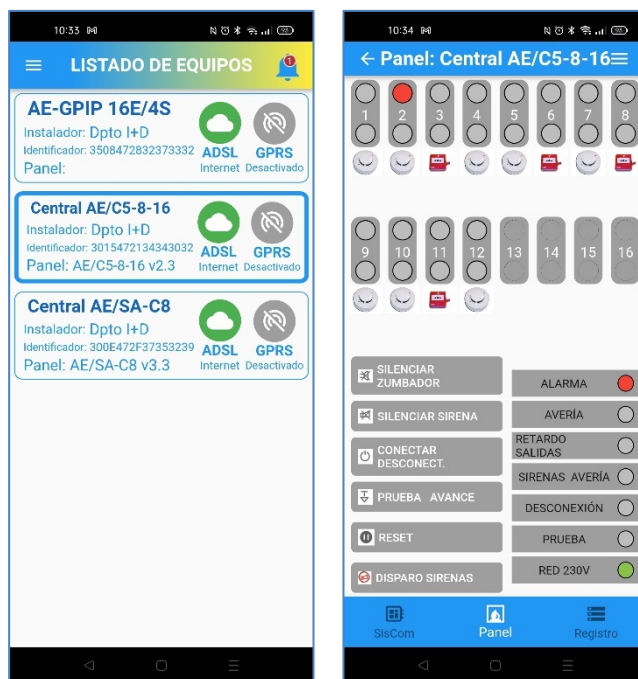 10:33
LISTADO DE EQUIPOS
1
AE-GPIP 16E/4S
Instalador: Dpto I+D
Identificador: 3508472832373332
Panel:
ADSL
Internet
GPRS
Desactivado
Central AE/C5-8-16
Instalador: Dpto I+D
Identificador: 3015472134343032
Panel: AE/C5-8-16 v2.3
ADSL
Internet
GPRS
Desactivado
Central AE/SA-C8
Instalador: Dpto I+D
Identificador: 300E472F37353239
Panel: AE/SA-C8 v3.3
ADSL
Internet
GPRS
Desactivado
10:34
Panel: Central AE/C5-8-16
1 2 3 4 5 6 7 8
9 10 11 12 13 14 15 16
SILENCIAR
ZUMBADOR
SILENCIAR SIRENA
CONECTAR
DESCONECT.
PRUEBA AVANCE
RESET
DISPARO SIRENAS
ALARMA
AVERÍA
RETARDO
SALIDAS
SIRENAS AVERÍA
DESCONEXIÓN
PRUEBA
RED 230V
SisCom
Panel
Registro